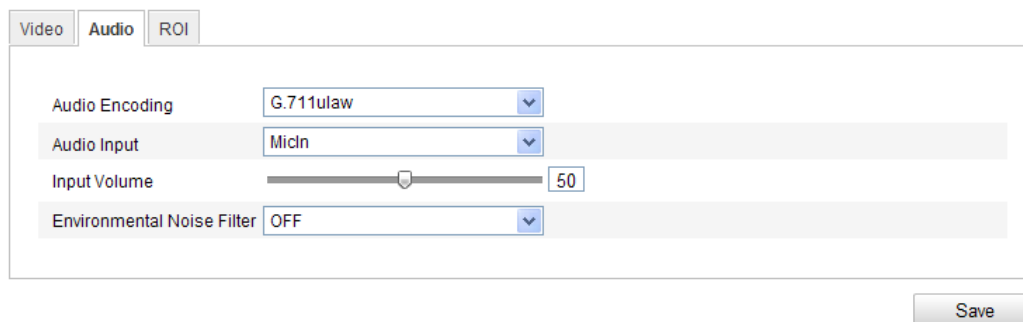 Video Audio ROI
Audio Encoding G.711ulaw
Audio Input MicIn
Input Volume 50
Environmental Noise Filter OFF
Save